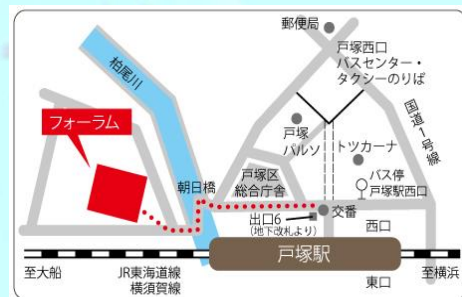 郵便局
戸塚西口
バスセンター・
タクシーのりば
柏尾川
国道1号線
フォーラム
戸塚
パルソ
トツカーナ
朝日橋
戸塚区
総合庁舎
バス停
戸塚駅西口
出口6
(地下改札より)
交番
西口
戸塚駅
至大船
JR東海道線
横須賀線
東口
至横浜